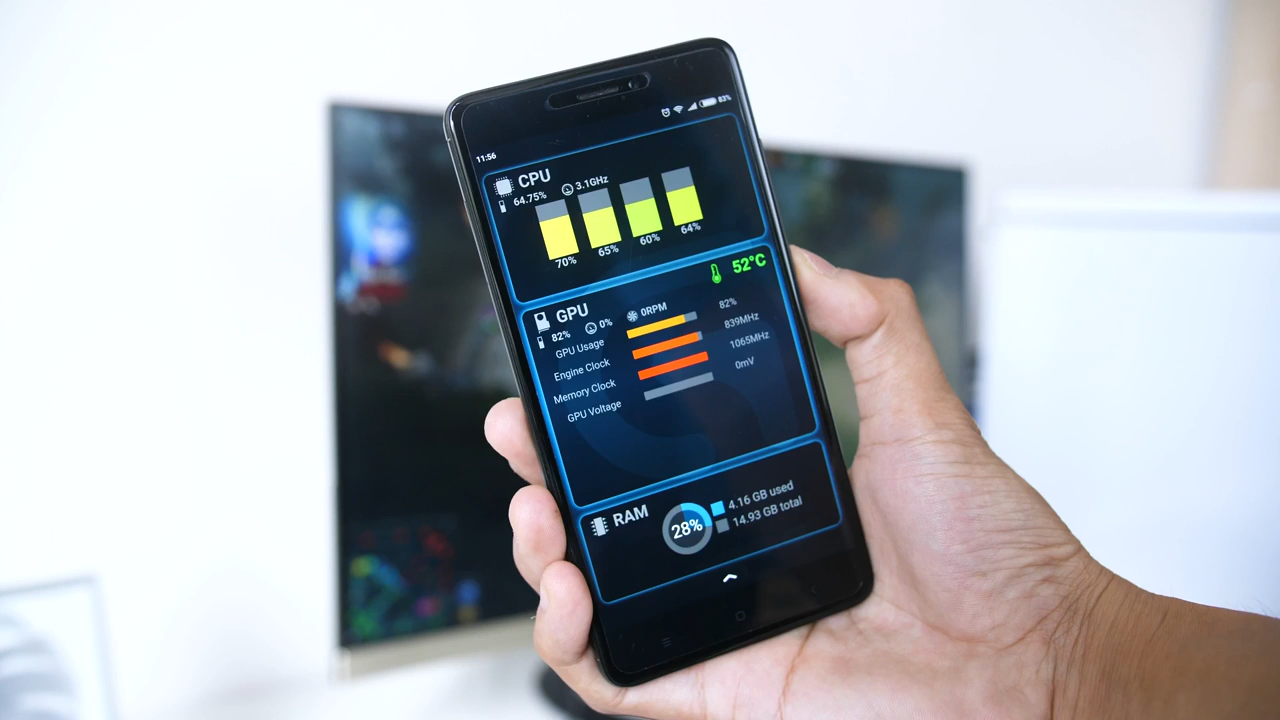 83%
11:56
CPU
64.75% 3.1GHz
70% 65% 60% 64%
52°C
GPU
82% 0% 0RPM
GPU Usage 82%
Engine Clock 839MHz
Memory Clock 1065MHz
GPU Voltage 0mV
RAM
28%
4.16 GB used
14.93 GB total